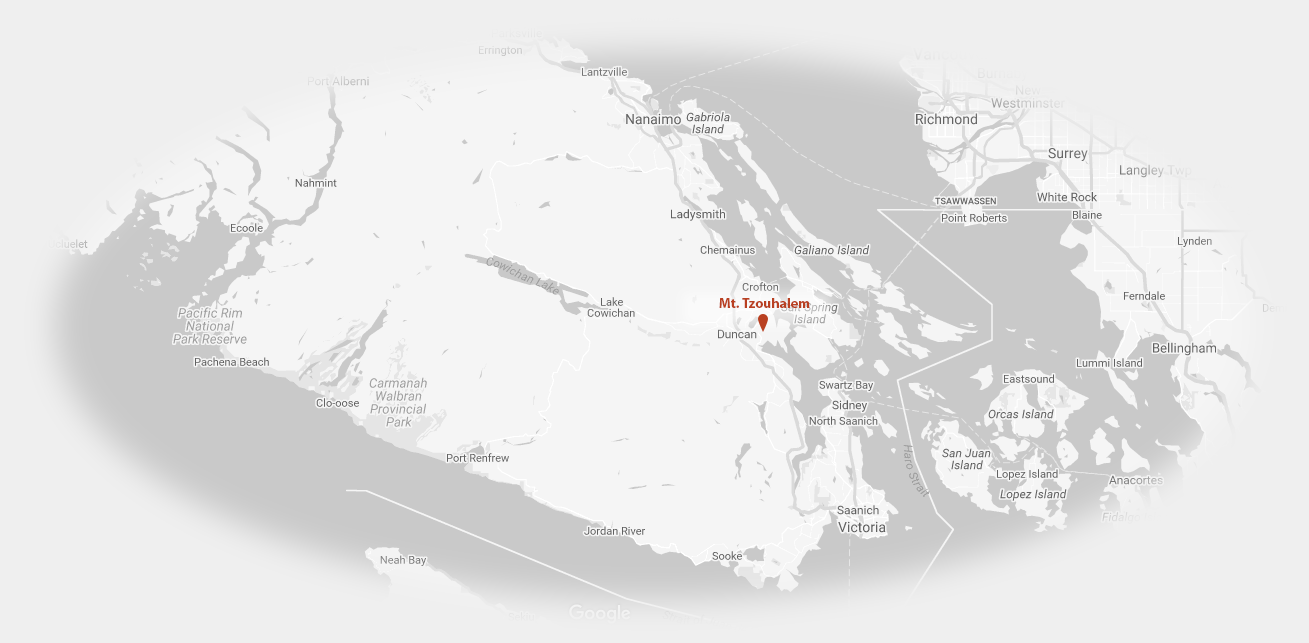 Errington
Lantzville
Port Alberni
Nanaimo
Gabriola
Island
Richmond
New
Westminster
Surrey
Langley Twp
Nahmint
TSAWWASSEN
White Rock
Point Roberts
Blaine
Ladysmith
Ecoole
Chemainus
Galiano Island
Lynden
Cowichan Lake
Crofton
Ferndale
Lake
Cowichan
Mt. Tzouhalem
Salt Spring
Island
Pacific Rim
National
Park Reserve
Duncan
Bellingham
Pachena Beach
Lummi Island
Eastsound
Carmanah
Walbran
Provincial
Park
Swartz Bay
Clo-oose
Sidney
North Saanich
Orcas Island
Port Renfrew
Haro Strait
San Juan
Island
Lopez Island
Anacortes
Lopez Island
Saanich
Victoria
Jordan River
Sooke
Neah Bay
Google